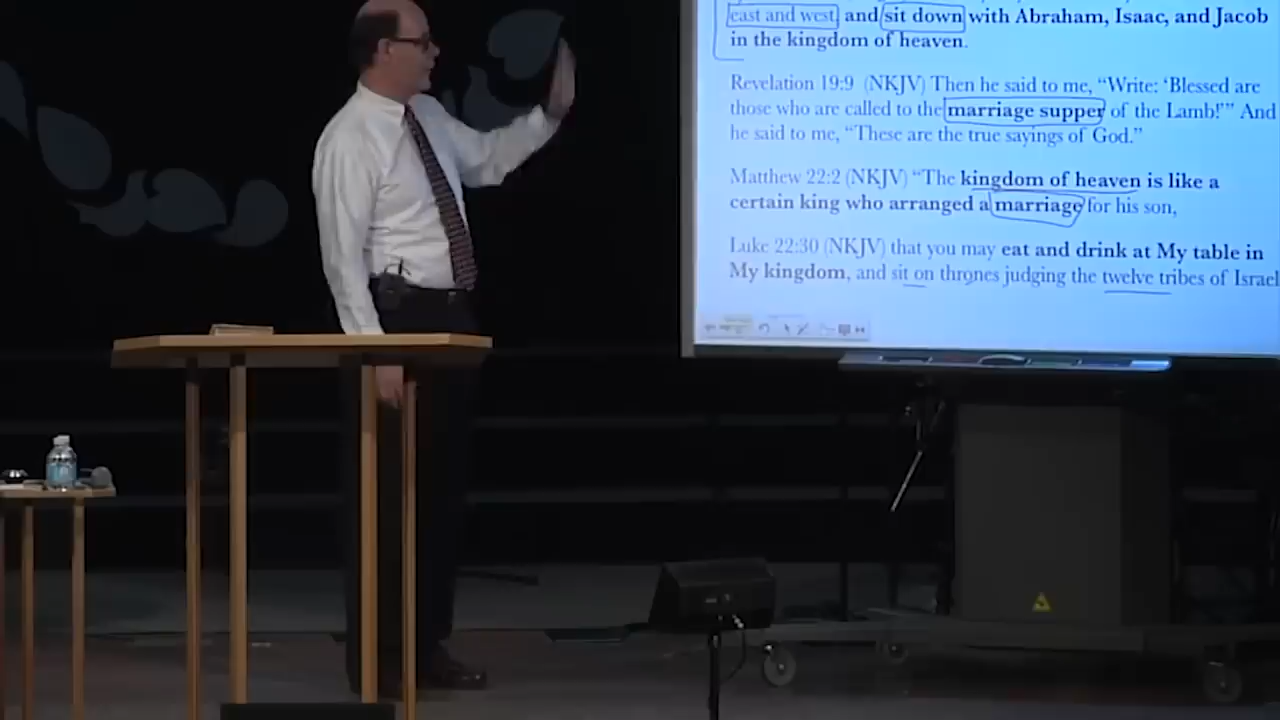 east and west, and sit down with Abraham, Isaac, and Jacob
in the kingdom of heaven.
Revelation 19:9 (NKJV) Then he said to me, “Write: ‘Blessed are
those who are called to the marriage supper of the Lamb!’” And
he said to me, “These are the true sayings of God.”
Matthew 22:2 (NKJV) “The kingdom of heaven is like a
certain king who arranged a marriage for his son,
Luke 22:30 (NKJV) that you may eat and drink at My table in
My kingdom, and sit on thrones judging the twelve tribes of Israel